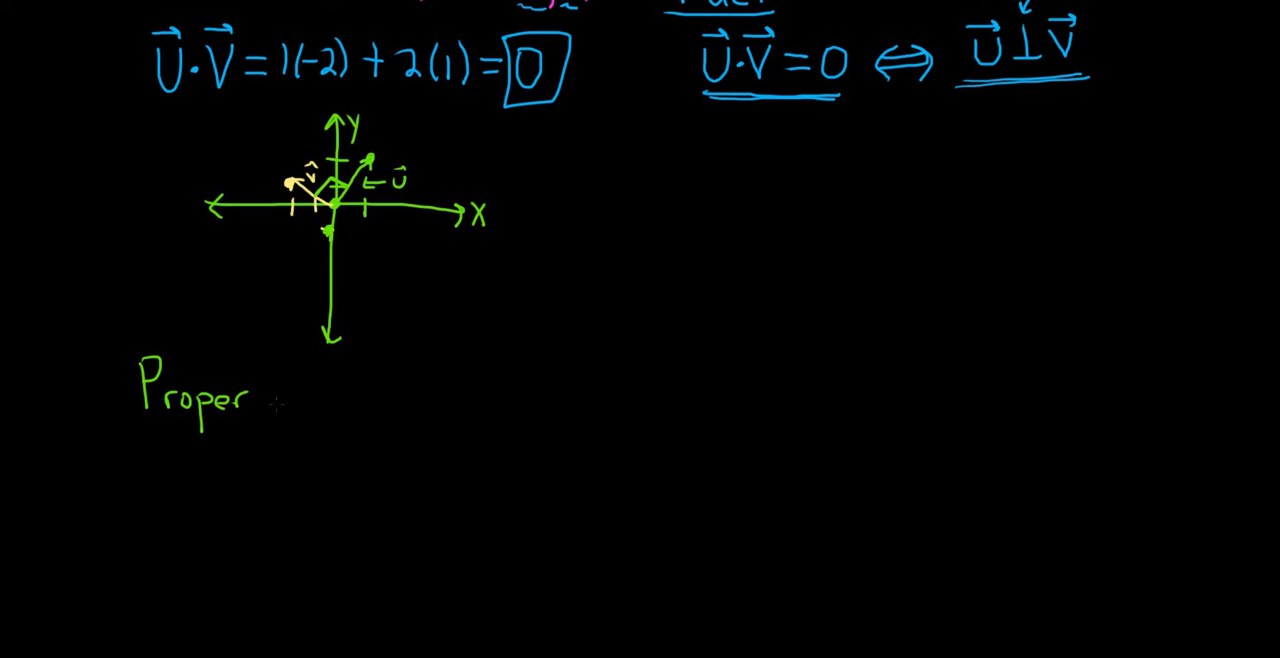 U⃗·V⃗ = 1(-2) + 2(1) = 0
U⃗·V⃗ = 0 ⇔ U⃗ ⊥ V⃗
Y
V⃗
← U⃗
X
Proper